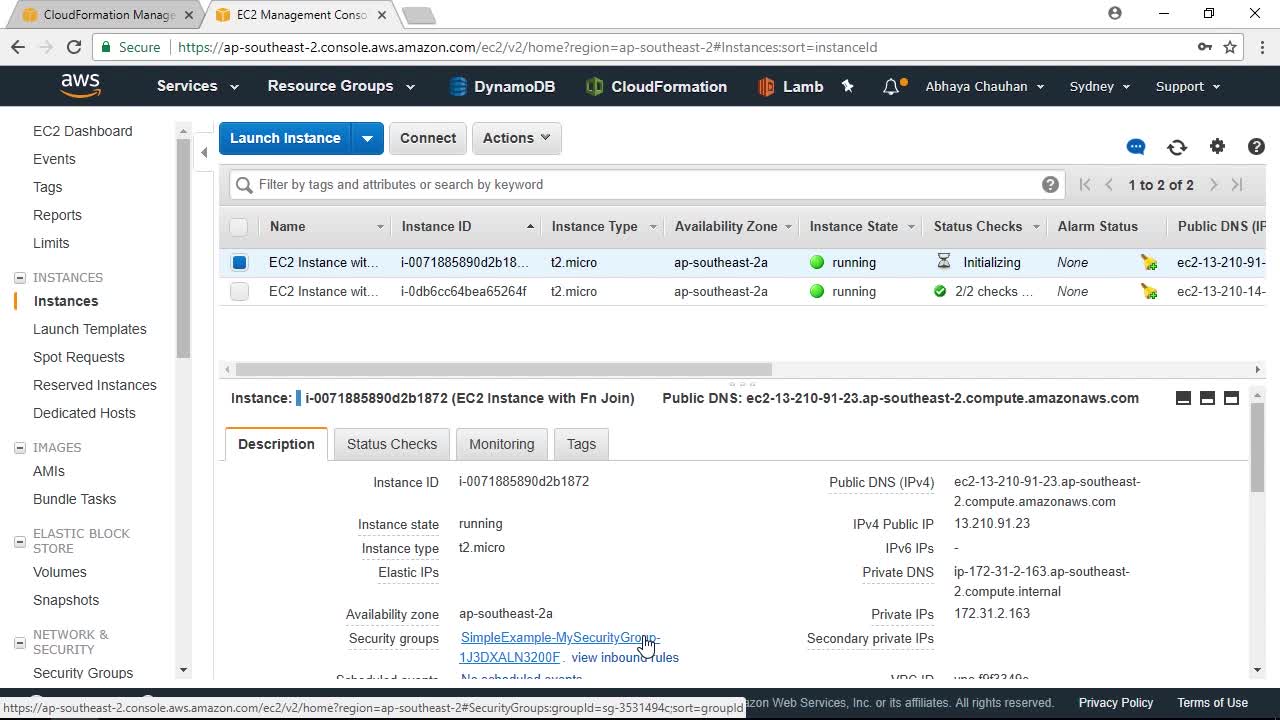 CloudFormation Manage
EC2 Management Conso
Secure
https://ap-southeast-2.console.aws.amazon.com/ec2/v2/home?region=ap-southeast-2#Instances:sort=instanceId
aws
Services
Resource Groups
DynamoDB
CloudFormation
Lamb
Abhaya Chauhan
Sydney
Support
EC2 Dashboard
Events
Tags
Reports
Limits
INSTANCES
Instances
Launch Templates
Spot Requests
Reserved Instances
Dedicated Hosts
IMAGES
AMIs
Bundle Tasks
ELASTIC BLOCK
STORE
Volumes
Snapshots
NETWORK &
SECURITY
Security Groups
Launch Instance
Connect
Actions
Filter by tags and attributes or search by keyword
1 to 2 of 2
Name Instance ID Instance Type Availability Zone Instance State Status Checks Alarm Status Public DNS (IP
EC2 Instance wit... i-0071885890d2b18... t2.micro ap-southeast-2a running Initializing None ec2-13-210-91-
EC2 Instance wit... i-0db6cc64bea65264f t2.micro ap-southeast-2a running 2/2 checks ... None ec2-13-210-14-
Instance: i-0071885890d2b1872 (EC2 Instance with Fn Join) Public DNS: ec2-13-210-91-23.ap-southeast-2.compute.amazonaws.com
Description Status Checks Monitoring Tags
Instance ID i-0071885890d2b1872
Instance state running
Instance type t2.micro
Elastic IPs
Availability zone ap-southeast-2a
Security groups SimpleExample-MySecurityGroup-
1J3DXALN3200F . view inbound rules
Scheduled events No scheduled events
Public DNS (IPv4) ec2-13-210-91-23.ap-southeast-
2.compute.amazonaws.com
IPv4 Public IP 13.210.91.23
IPv6 IPs -
Private DNS ip-172-31-2-163.ap-southeast-
2.compute.internal
Private IPs 172.31.2.163
Secondary private IPs
VPC ID
https://ap-southeast-2.console.aws.amazon.com/ec2/v2/home?region=ap-southeast-2#SecurityGroups:groupId=sg-3531494c;sort=groupId
zon Web Services, Inc. or its affiliates. All rights reserved.
Privacy Policy
Terms of Use